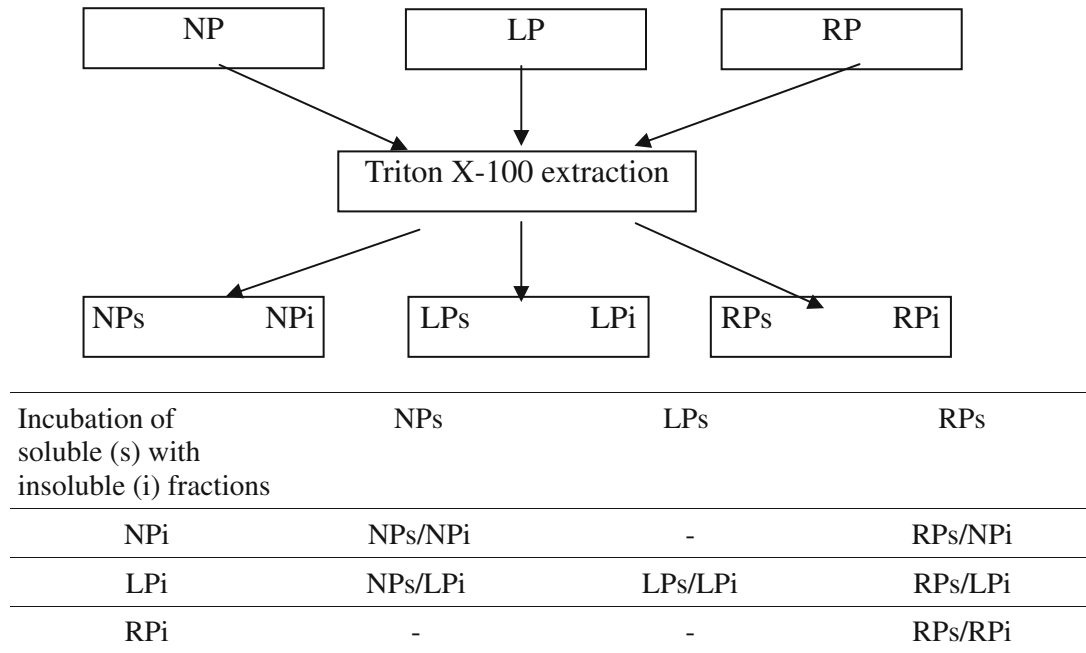 NP LP RP
Triton X-100 extraction
NPs NPi LPs LPi RPs RPi
Incubation of
soluble (s) with
insoluble (i) fractions
NPs LPs RPs
NPi NPs/NPi - RPs/NPi
LPi NPs/LPi LPs/LPi RPs/LPi
RPi - - RPs/RPi